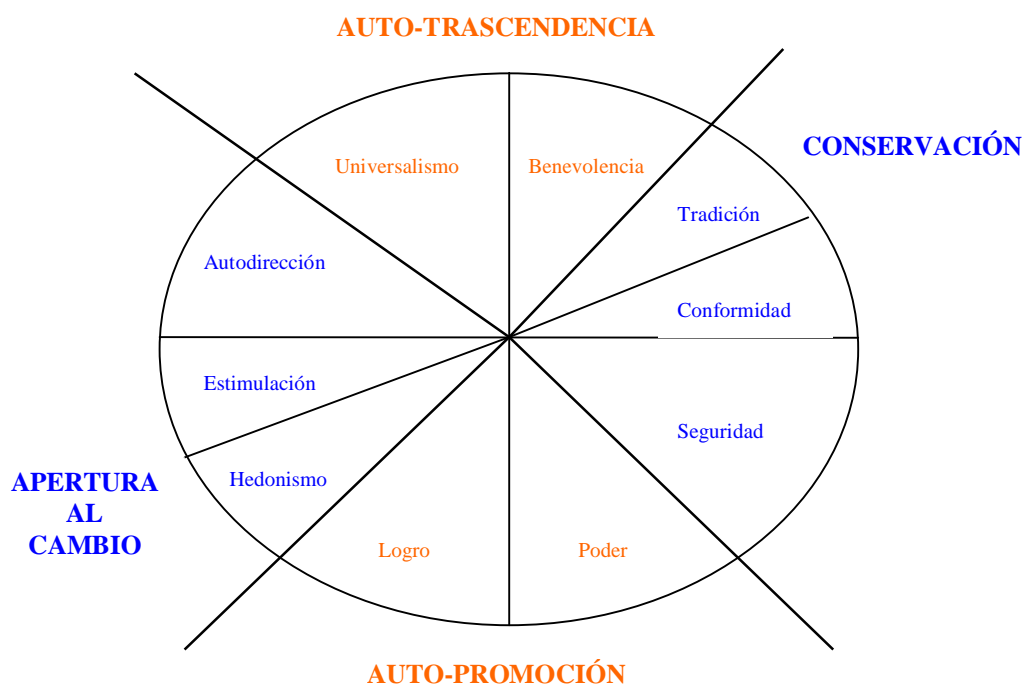 AUTO-TRASCENDENCIA
CONSERVACIÓN
Universalismo
Benevolencia
Tradición
Autodirección
Conformidad
Estimulación
Seguridad
Hedonismo
APERTURA
AL
CAMBIO
Logro
Poder
AUTO-PROMOCIÓN